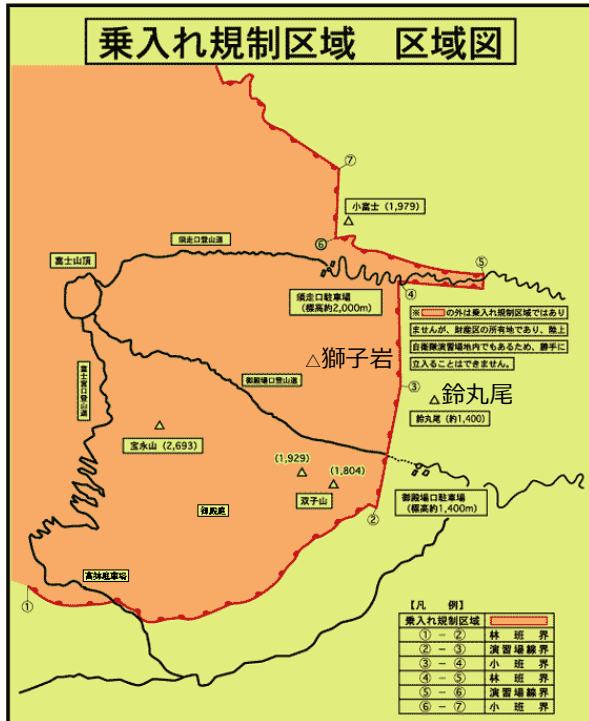 乗入れ規制区域　区域図
⑦
小富士（1,979）
⑥
須走口登山道
富士山頂
⑤
④
須走口駐車場
（標高約2,000m）
※の外は乗入れ規制区域ではあり
ませんが、財産区の所有地であり、陸上
自衛隊演習場地内でもあるため、勝手に
立入ることはできません。
△獅子岩
御殿場口登山道
富士宮口登山道
③
鈴丸尾
鈴丸尾（約1,400）
宝永山（2,693）
（1,929）
（1,804）
双子山
御殿場口駐車場
（標高約1,400m）
御殿庭
②
高鉢駐車場
①
【凡　例】
乗入れ規制区域
①－② 林班界
②－③ 演習場線界
③－④ 小班界
④－⑤ 林班界
⑤－⑥ 演習場線界
⑥－⑦ 小班界